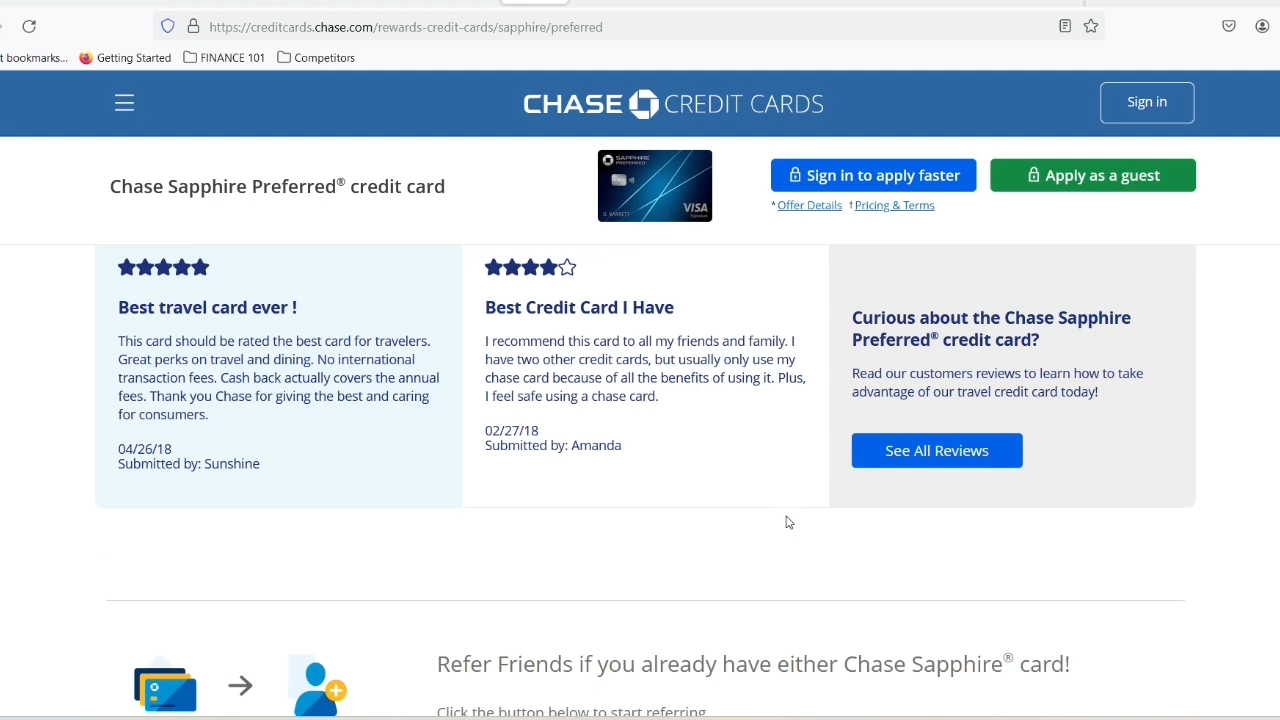 https://creditcards.chase.com/rewards-credit-cards/sapphire/preferred
t bookmarks... Getting Started FINANCE 101 Competitors
CHASE CREDIT CARDS
Sign in
Chase Sapphire Preferred® credit card
SAPPHIRE
PREFERRED
D. BARRETT
VISA
Signature
Sign in to apply faster
Apply as a guest
*Offer Details †Pricing & Terms
Best travel card ever !
This card should be rated the best card for travelers.
Great perks on travel and dining. No international
transaction fees. Cash back actually covers the annual
fees. Thank you Chase for giving the best and caring
for consumers.
04/26/18
Submitted by: Sunshine
Best Credit Card I Have
I recommend this card to all my friends and family. I
have two other credit cards, but usually only use my
chase card because of all the benefits of using it. Plus,
I feel safe using a chase card.
02/27/18
Submitted by: Amanda
Curious about the Chase Sapphire
Preferred® credit card?
Read our customers reviews to learn how to take
advantage of our travel credit card today!
See All Reviews
Refer Friends if you already have either Chase Sapphire® card!
Click the button below to start referring